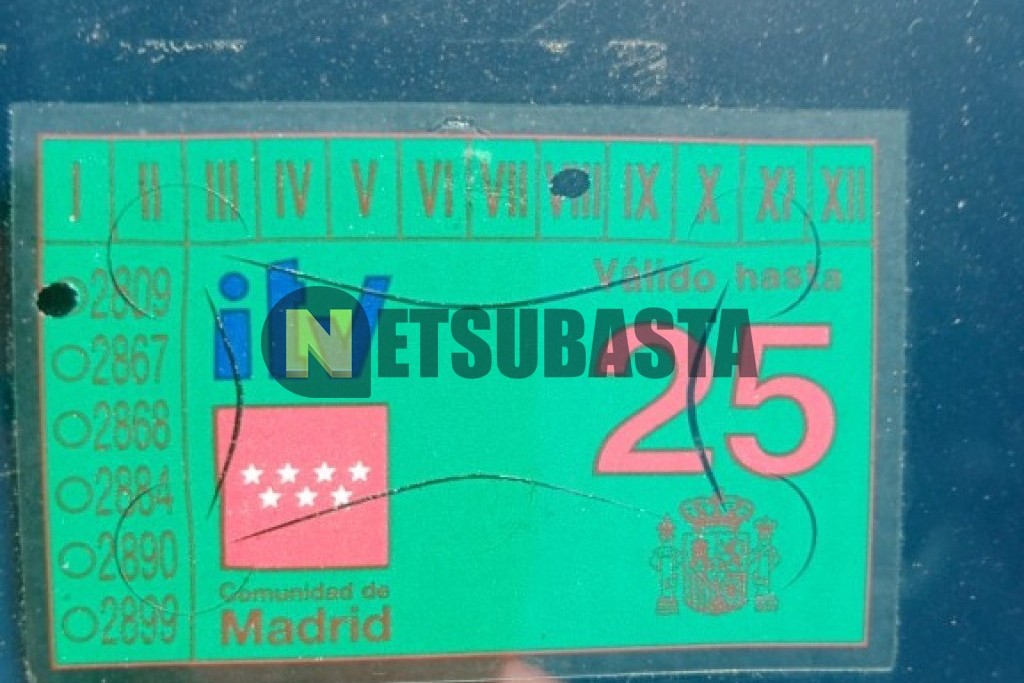 I II III IV V VI VII VIII IX X XI XII
itv
Válido hasta
25
NETSUBASTA
2809
2867
2868
2884
2890
2899
Comunidad de
Madrid